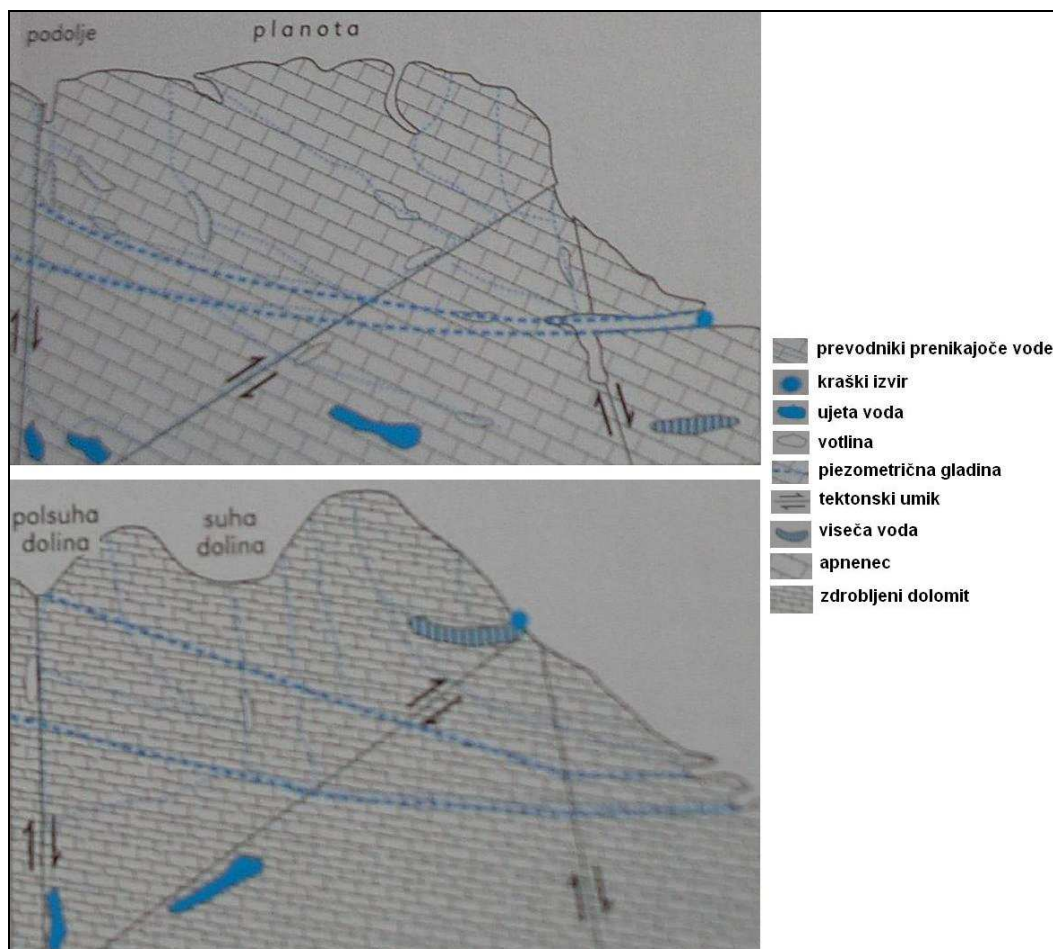 podolje
planota
polsuha
dolina
suha
dolina
prevodniki prenikajoče vode
kraški izvir
ujeta voda
votlina
piezometrična gladina
tektonski umik
viseča voda
apnenec
zdrobljeni dolomit